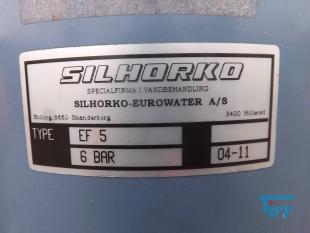 SILHORKO
SPECIALFIRMA I VANDBEHANDLING
SILHORKO-EUROWATER A/S
Stilling, 8660 Skanderborg 3400 Hillerød
TYPE EF 5
6 BAR 04-11